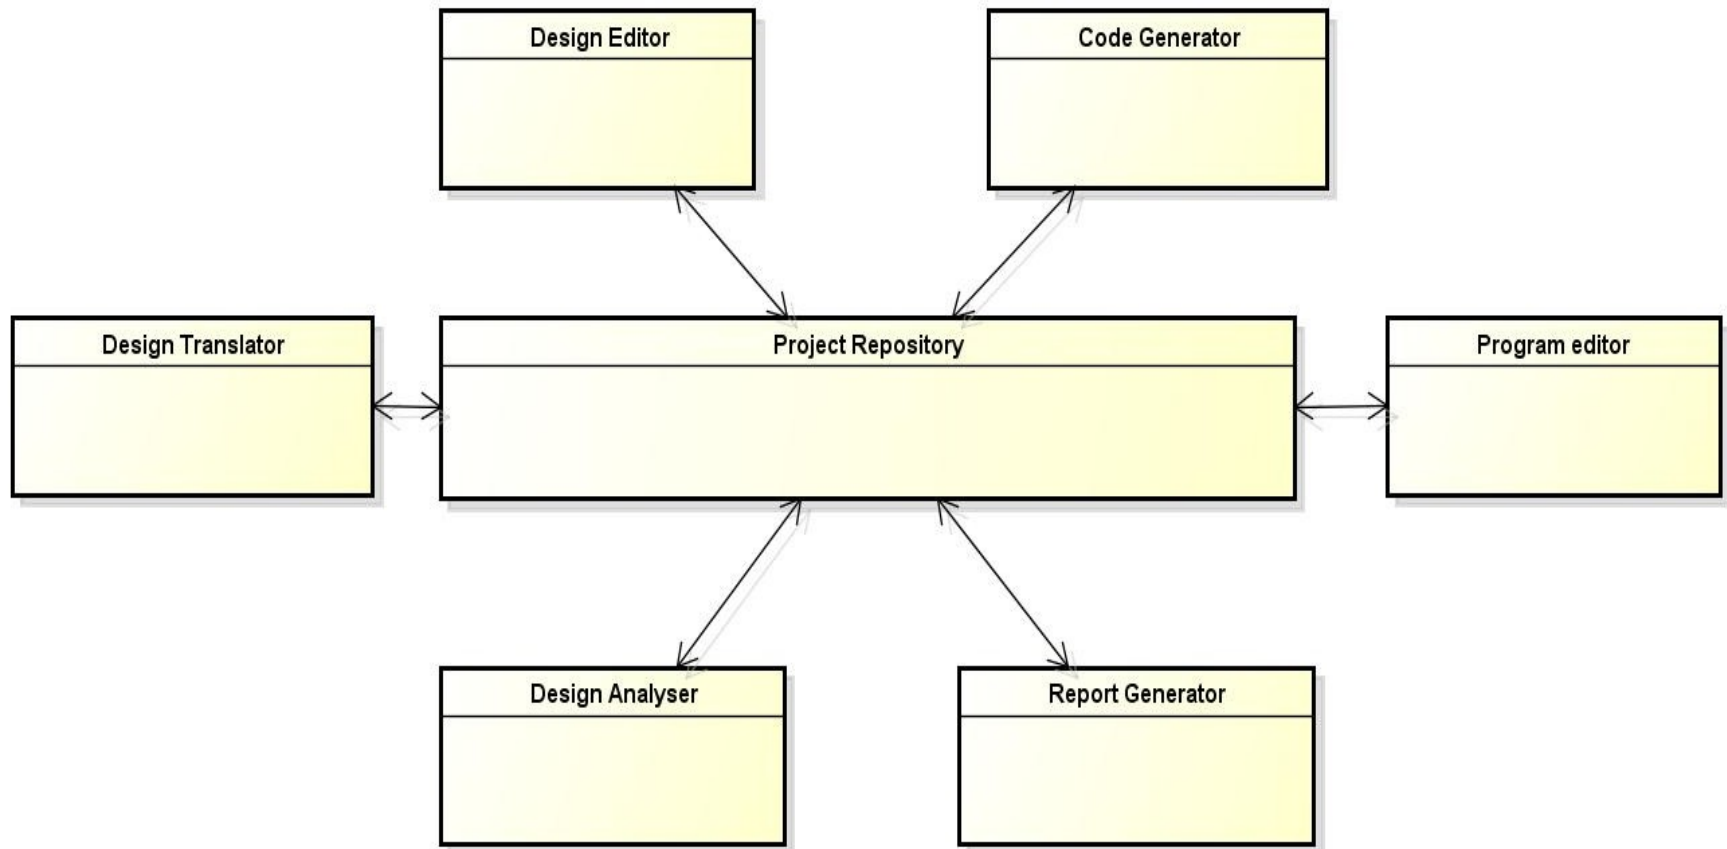 Design Editor
Code Generator
Design Translator
Project Repository
Program editor
Design Analyser
Report Generator